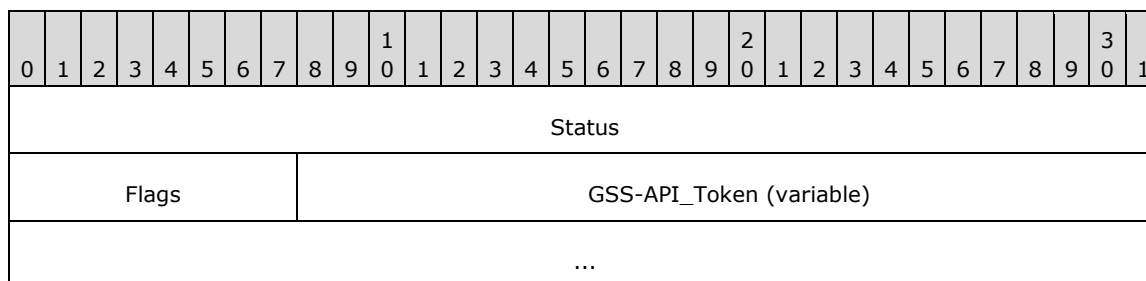 1 2 3
0 1 2 3 4 5 6 7 8 9 0 1 2 3 4 5 6 7 8 9 0 1 2 3 4 5 6 7 8 9 0 1
Status
Flags GSS-API_Token (variable)
...